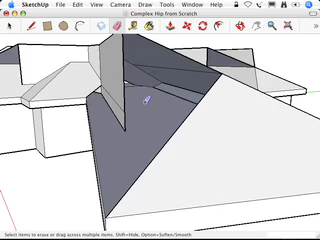 SketchUp File Edit View Camera Draw Tools Window Help
Complex Hip from Scratch
Select items to erase or drag across multiple items. Shift=Hide, Option=Soften/Smooth